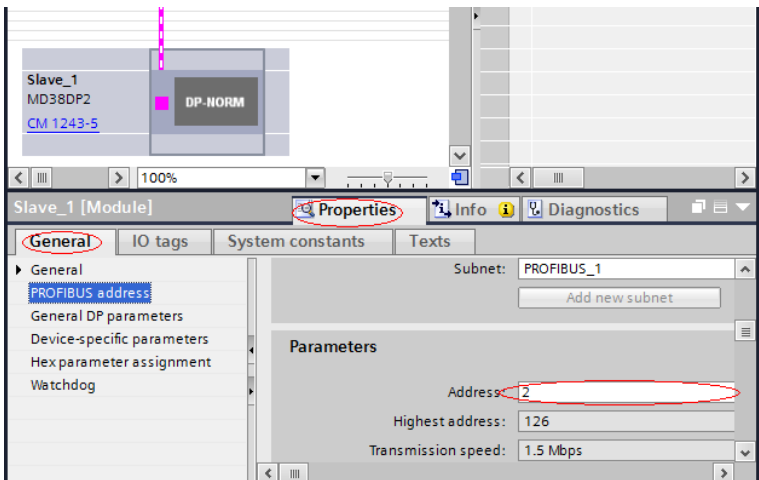 Slave_1
MD38DP2
DP-NORM
CM 1243-5
100%
Slave_1 [Module]
Properties
Info
Diagnostics
General
IO tags
System constants
Texts
General
PROFIBUS address
General DP parameters
Device-specific parameters
Hex parameter assignment
Watchdog
Subnet: PROFIBUS_1
Add new subnet
Parameters
Address: 2
Highest address: 126
Transmission speed: 1.5 Mbps